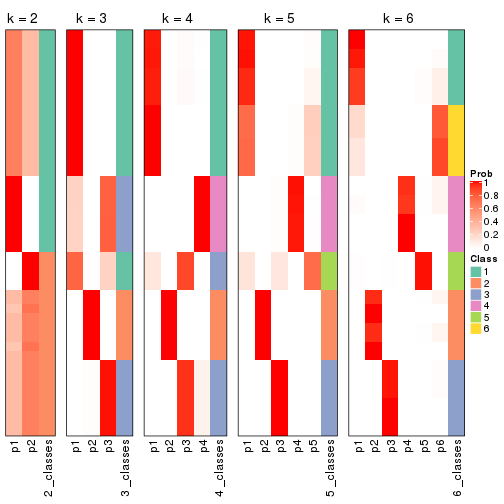 k = 2
k = 3
k = 4
k = 5
k = 6
Prob
1
0.8
0.6
0.4
0.2
0
Class
1
2
3
4
5
6
p1
p2
2_classes
p1
p2
p3
3_classes
p1
p2
p3
p4
4_classes
p1
p2
p3
p4
p5
5_classes
p1
p2
p3
p4
p5
p6
6_classes